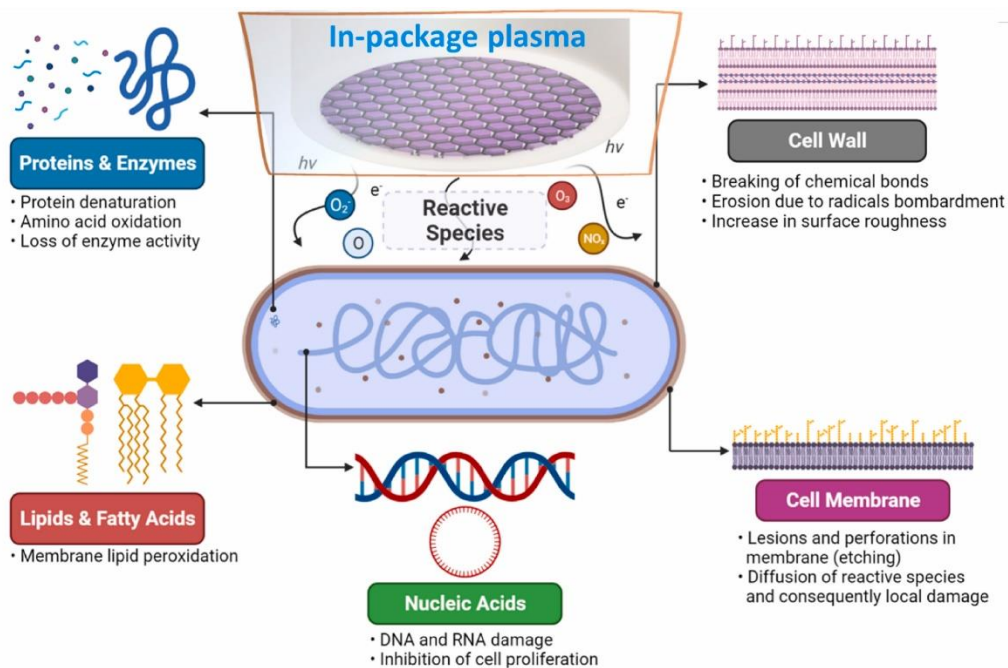 In-package plasma
hν
hν
e⁻
e⁻
O₂⁻
O
O₃
NOₓ
Reactive
Species
Proteins & Enzymes
• Protein denaturation
• Amino acid oxidation
• Loss of enzyme activity
Cell Wall
• Breaking of chemical bonds
• Erosion due to radicals bombardment
• Increase in surface roughness
Lipids & Fatty Acids
• Membrane lipid peroxidation
Nucleic Acids
• DNA and RNA damage
• Inhibition of cell proliferation
Cell Membrane
• Lesions and perforations in
membrane (etching)
• Diffusion of reactive species
and consequently local damage